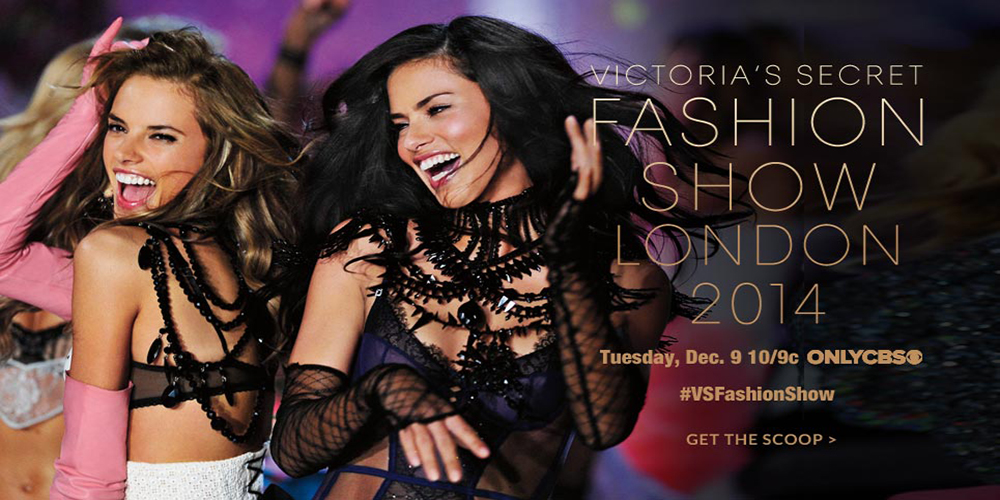 VICTORIA'S SECRET
FASHION
SHOW
LONDON
2014
Tuesday, Dec. 9 10/9c ONLYCBS
#VSFashionShow
GET THE SCOOP >